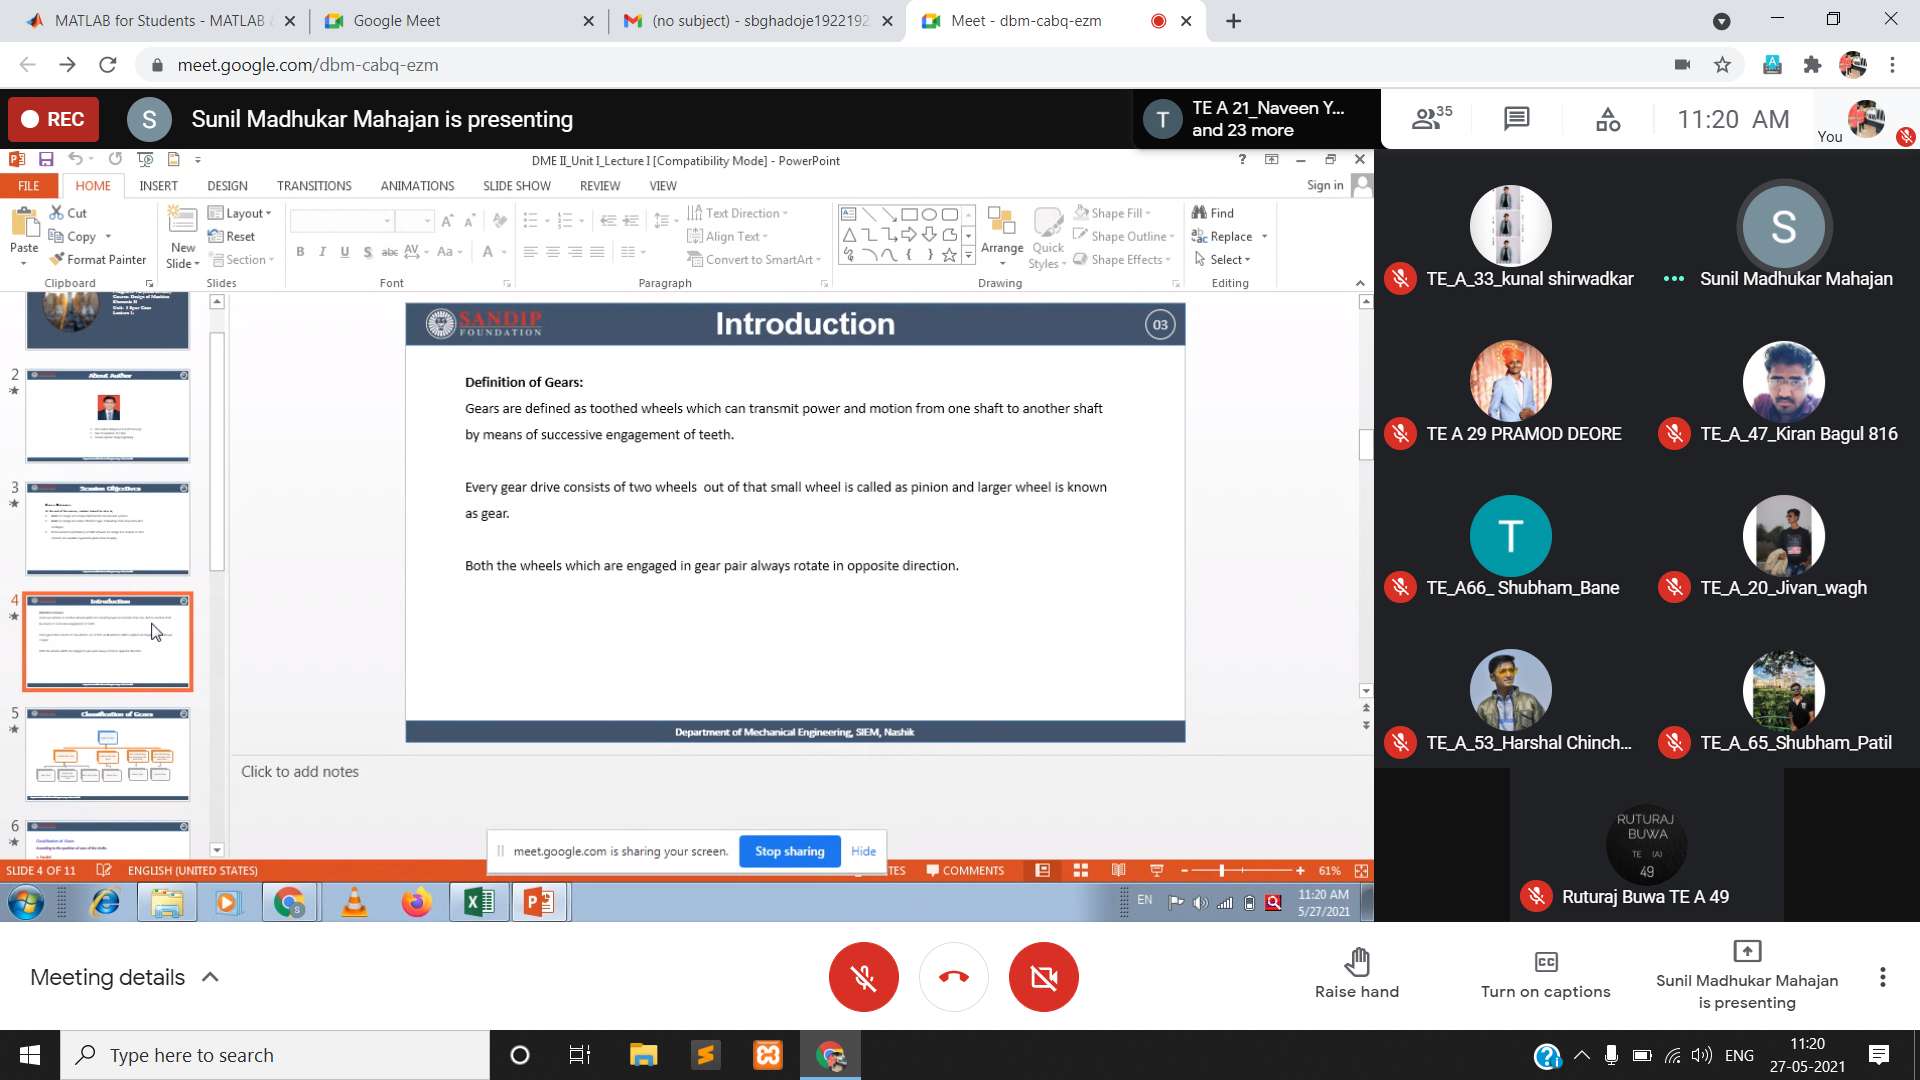 MATLAB for Students - MATLAB &
Google Meet
(no subject) - sbghadoje1922192
Meet - dbm-cabq-ezm
meet.google.com/dbm-cabq-ezm
REC
S
Sunil Madhukar Mahajan is presenting
T
TE A 21_Naveen Y...
and 23 more
35
11:20 AM
You
DME II_Unit I_Lecture I [Compatibility Mode] - PowerPoint
FILE
HOME
INSERT
DESIGN
TRANSITIONS
ANIMATIONS
SLIDE SHOW
REVIEW
VIEW
Sign in
Paste
Cut
Copy
Format Painter
Clipboard
New
Slide
Layout
Reset
Section
Slides
Font
Text Direction
Align Text
Convert to SmartArt
Paragraph
Arrange
Quick
Styles
Shape Fill
Shape Outline
Shape Effects
Drawing
Find
Replace
Select
Editing
2
About Author
3
Session Objectives
4
Introduction
5
Classification of Gears
6
SANDIP
FOUNDATION
Introduction
03
Definition of Gears:
Gears are defined as toothed wheels which can transmit power and motion from one shaft to another shaft
by means of successive engagement of teeth.
Every gear drive consists of two wheels out of that small wheel is called as pinion and larger wheel is known
as gear.
Both the wheels which are engaged in gear pair always rotate in opposite direction.
Department of Mechanical Engineering, SIEM, Nashik
Click to add notes
meet.google.com is sharing your screen.
Stop sharing
Hide
SLIDE 4 OF 11
ENGLISH (UNITED STATES)
COMMENTS
61%
EN
11:20 AM
5/27/2021
TE_A_33_kunal shirwadkar
S
Sunil Madhukar Mahajan
TE A 29 PRAMOD DEORE
TE_A_47_Kiran Bagul 816
T
TE_A66_ Shubham_Bane
TE_A_20_Jivan_wagh
TE_A_53_Harshal Chinch...
TE_A_65_Shubham_Patil
RUTURAJ
BUWA
TE (A)
49
Ruturaj Buwa TE A 49
Meeting details
Raise hand
Turn on captions
Sunil Madhukar Mahajan
is presenting
Type here to search
ENG
11:20
27-05-2021